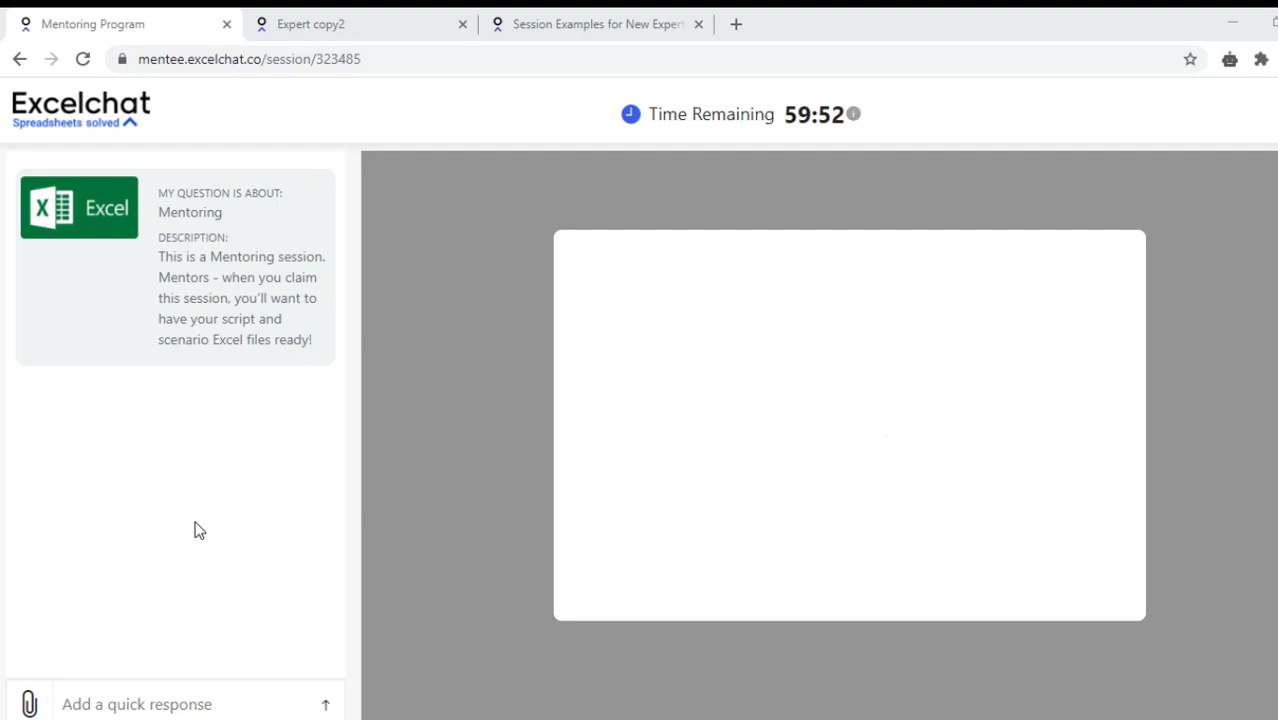 Mentoring Program
Expert copy2
Session Examples for New Expert
mentee.excelchat.co/session/323485
Excelchat
Spreadsheets solved
Time Remaining 59:52
X Excel
MY QUESTION IS ABOUT:
Mentoring
DESCRIPTION:
This is a Mentoring session.
Mentors - when you claim
this session, you'll want to
have your script and
scenario Excel files ready!
Add a quick response